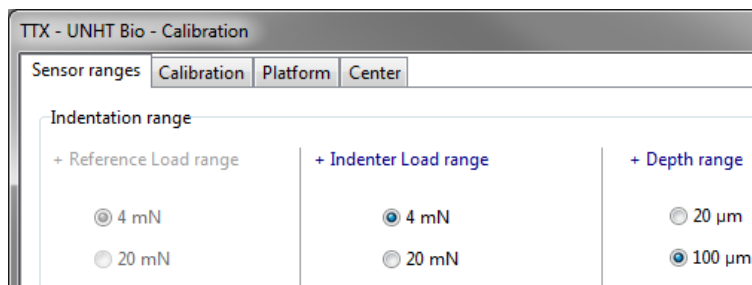 TTX - UNHT Bio - Calibration
Sensor ranges Calibration Platform Center
Indentation range
+ Reference Load range + Indenter Load range + Depth range
4 mN 4 mN 20 µm
20 mN 20 mN 100 µm